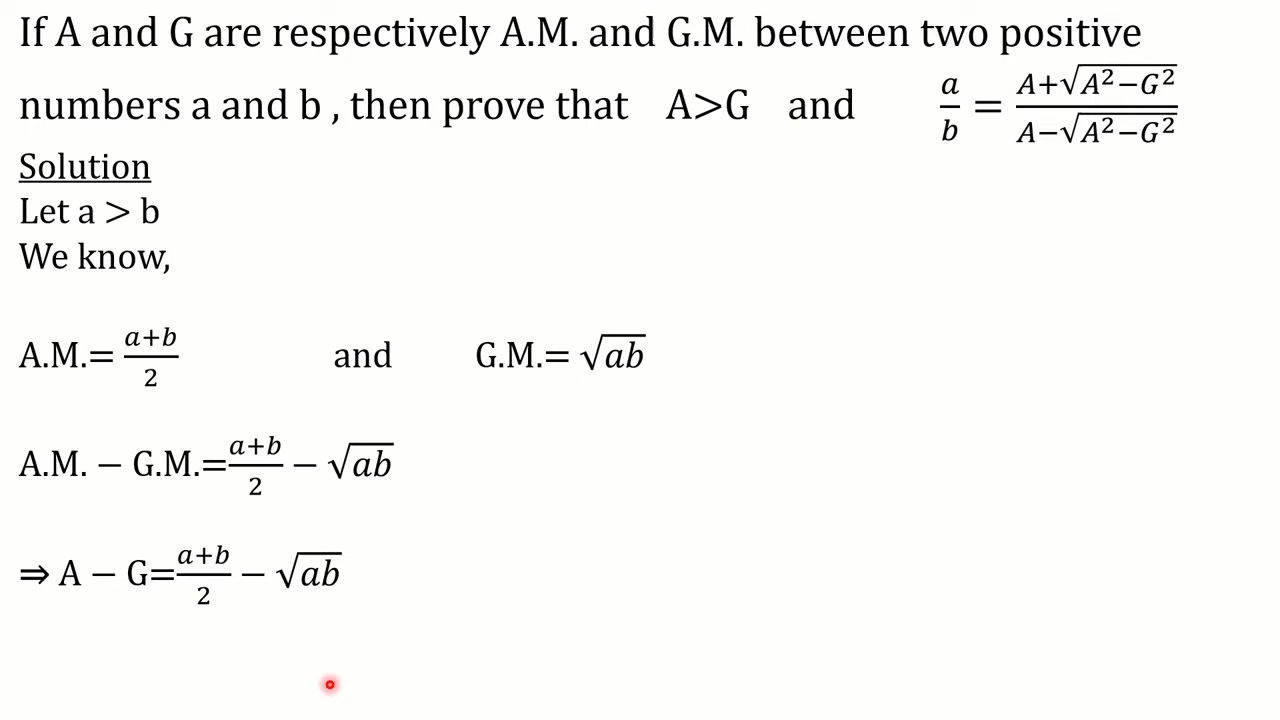 If A and G are respectively A.M. and G.M. between two positive
numbers a and b , then prove that A>G and a/b = (A+√(A²−G²))/(A−√(A²−G²))
Solution
Let a > b
We know,
A.M.= (a+b)/2 and G.M.= √(ab)
A.M. − G.M.=(a+b)/2 − √(ab)
⇒ A − G=(a+b)/2 − √(ab)